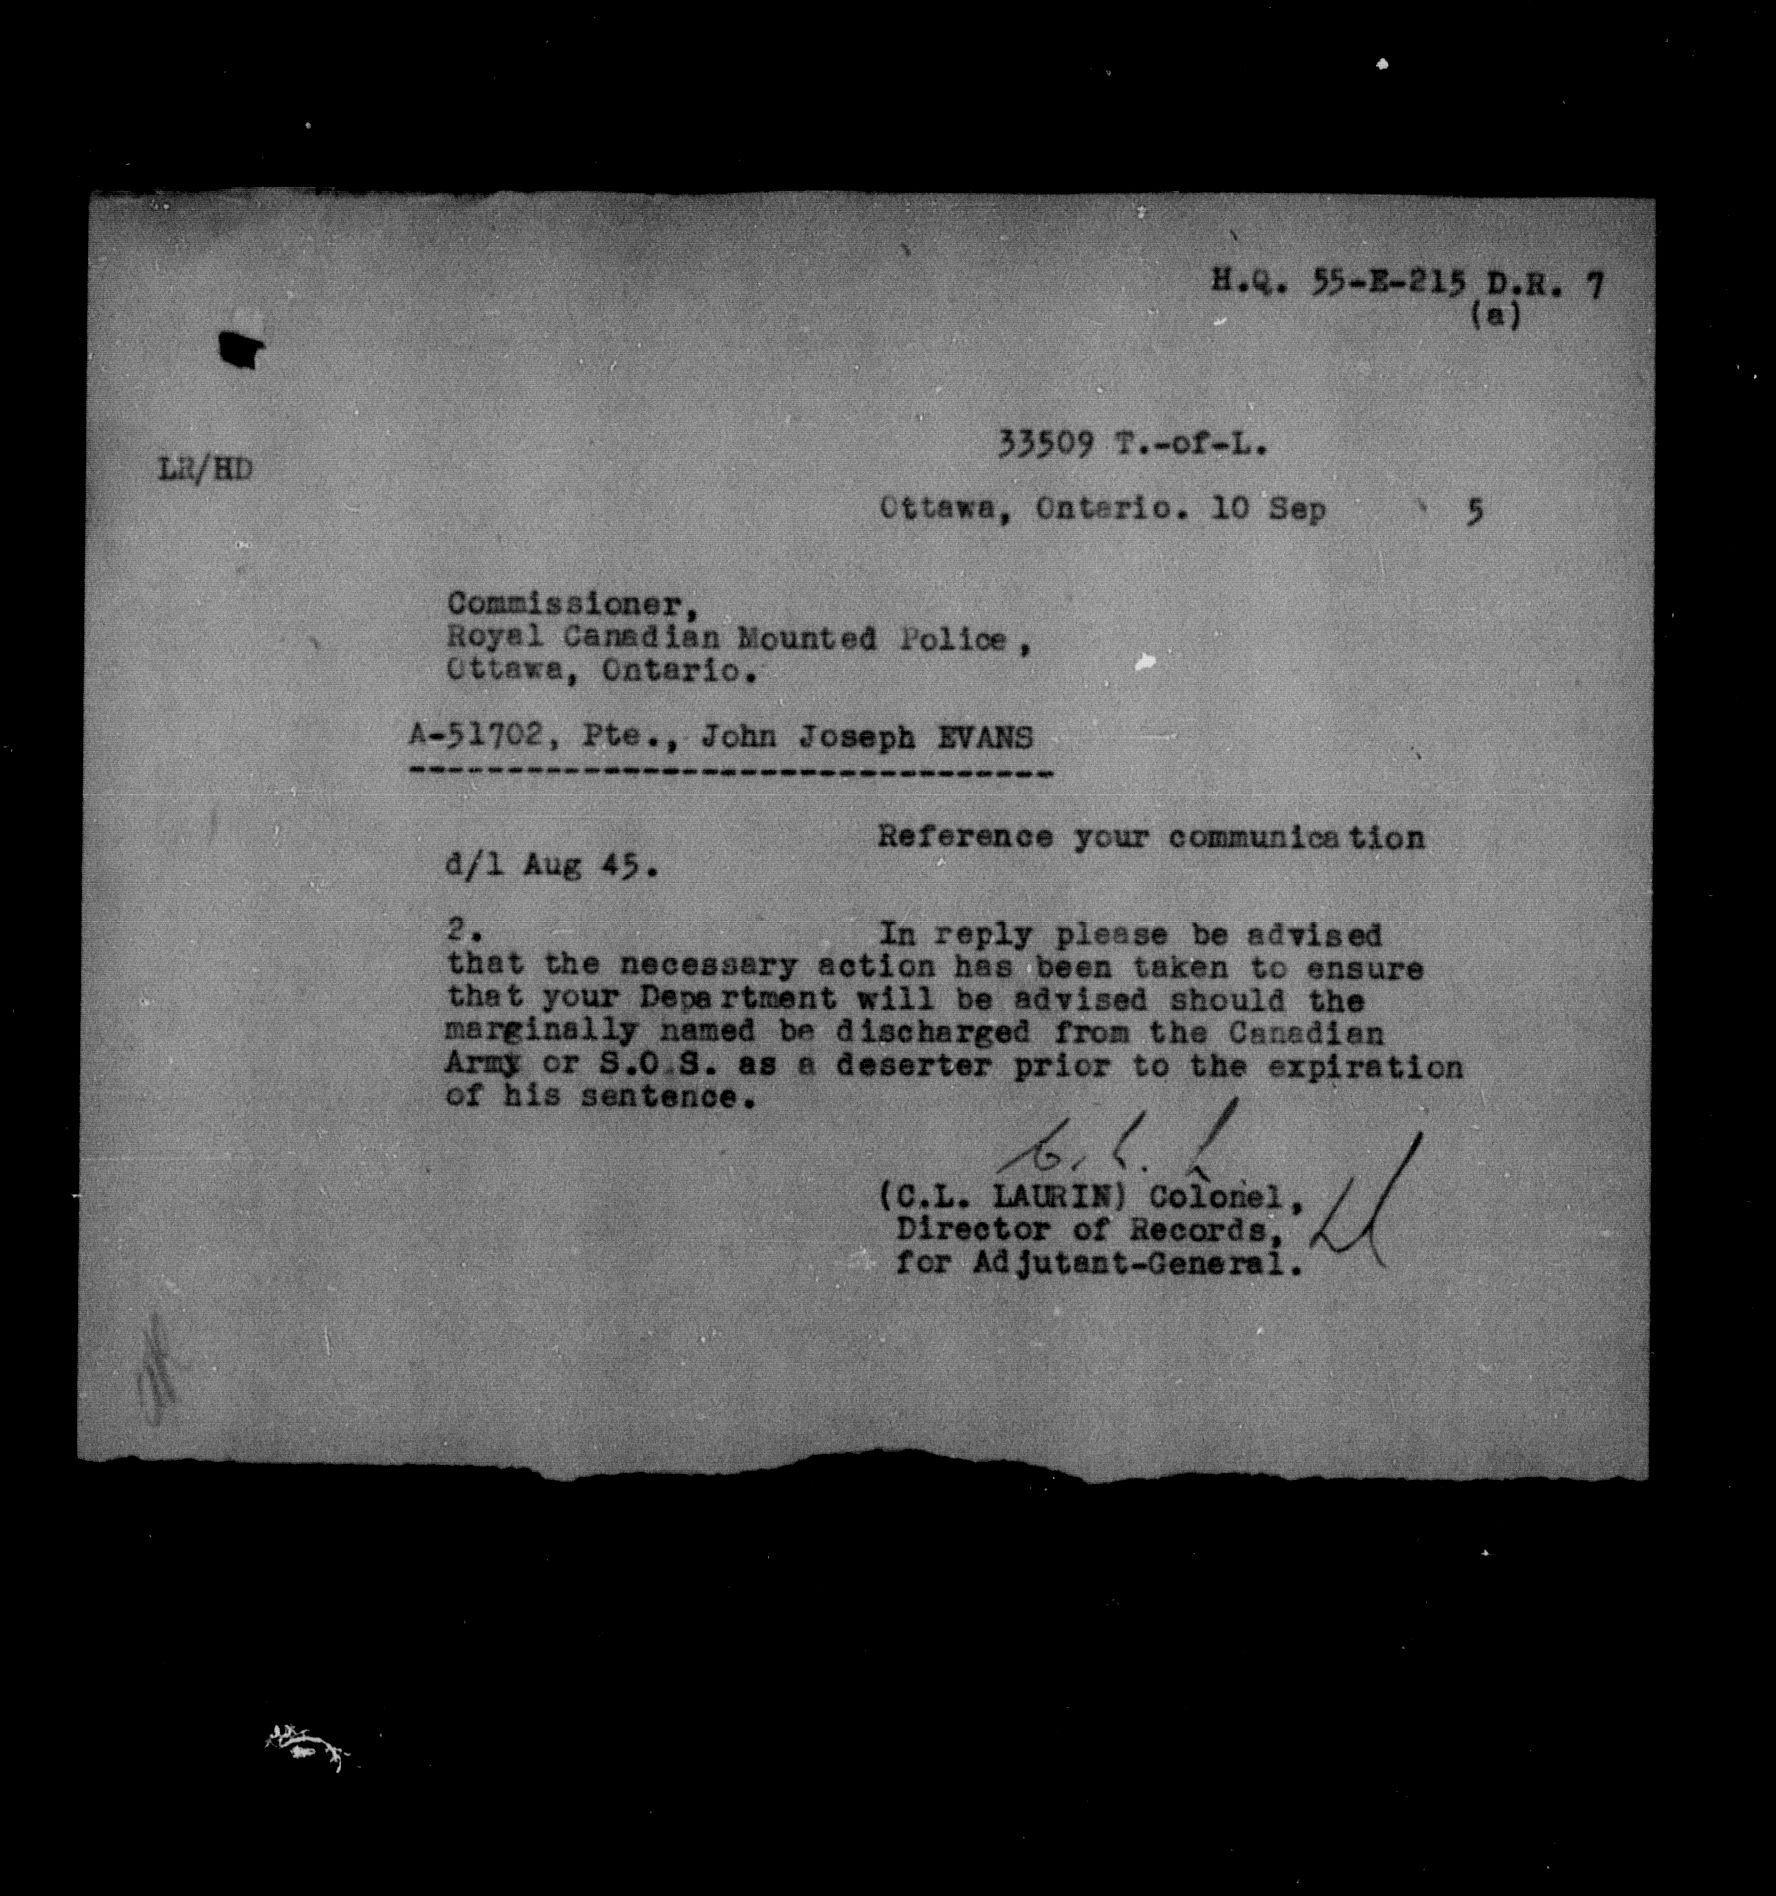 H.Q. 55-E-215 D.R. 7
(a)
33509 T.-of-L.
LR/HD
Ottawa, Ontario. 10 Sep 5
Commissioner,
Royal Canadian Mounted Police,
Ottawa, Ontario.
A-51702, Pte., John Joseph EVANS
---------------------------------
Reference your communication
d/1 Aug 45.
2. In reply please be advised
that the necessary action has been taken to ensure
that your Department will be advised should the
marginally named be discharged from the Canadian
Army or S.O.S. as a deserter prior to the expiration
of his sentence.
(C.L. LAURIN) Colonel,
Director of Records,
for Adjutant-General.